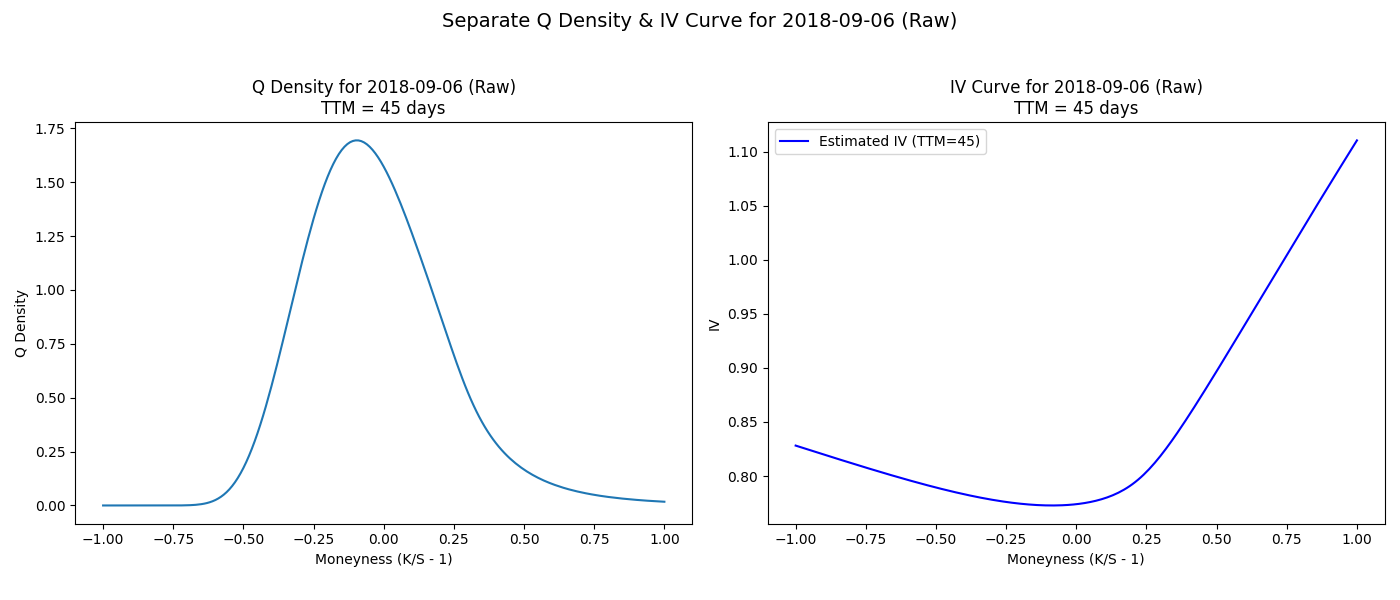 Separate Q Density & IV Curve for 2018-09-06 (Raw)
Q Density for 2018-09-06 (Raw)
TTM = 45 days
1.75
1.50
1.25
1.00
0.75
0.50
0.25
0.00
Q Density
−1.00 −0.75 −0.50 −0.25 0.00 0.25 0.50 0.75 1.00
Moneyness (K/S - 1)
IV Curve for 2018-09-06 (Raw)
TTM = 45 days
Estimated IV (TTM=45)
1.10
1.05
1.00
0.95
0.90
0.85
0.80
IV
−1.00 −0.75 −0.50 −0.25 0.00 0.25 0.50 0.75 1.00
Moneyness (K/S - 1)